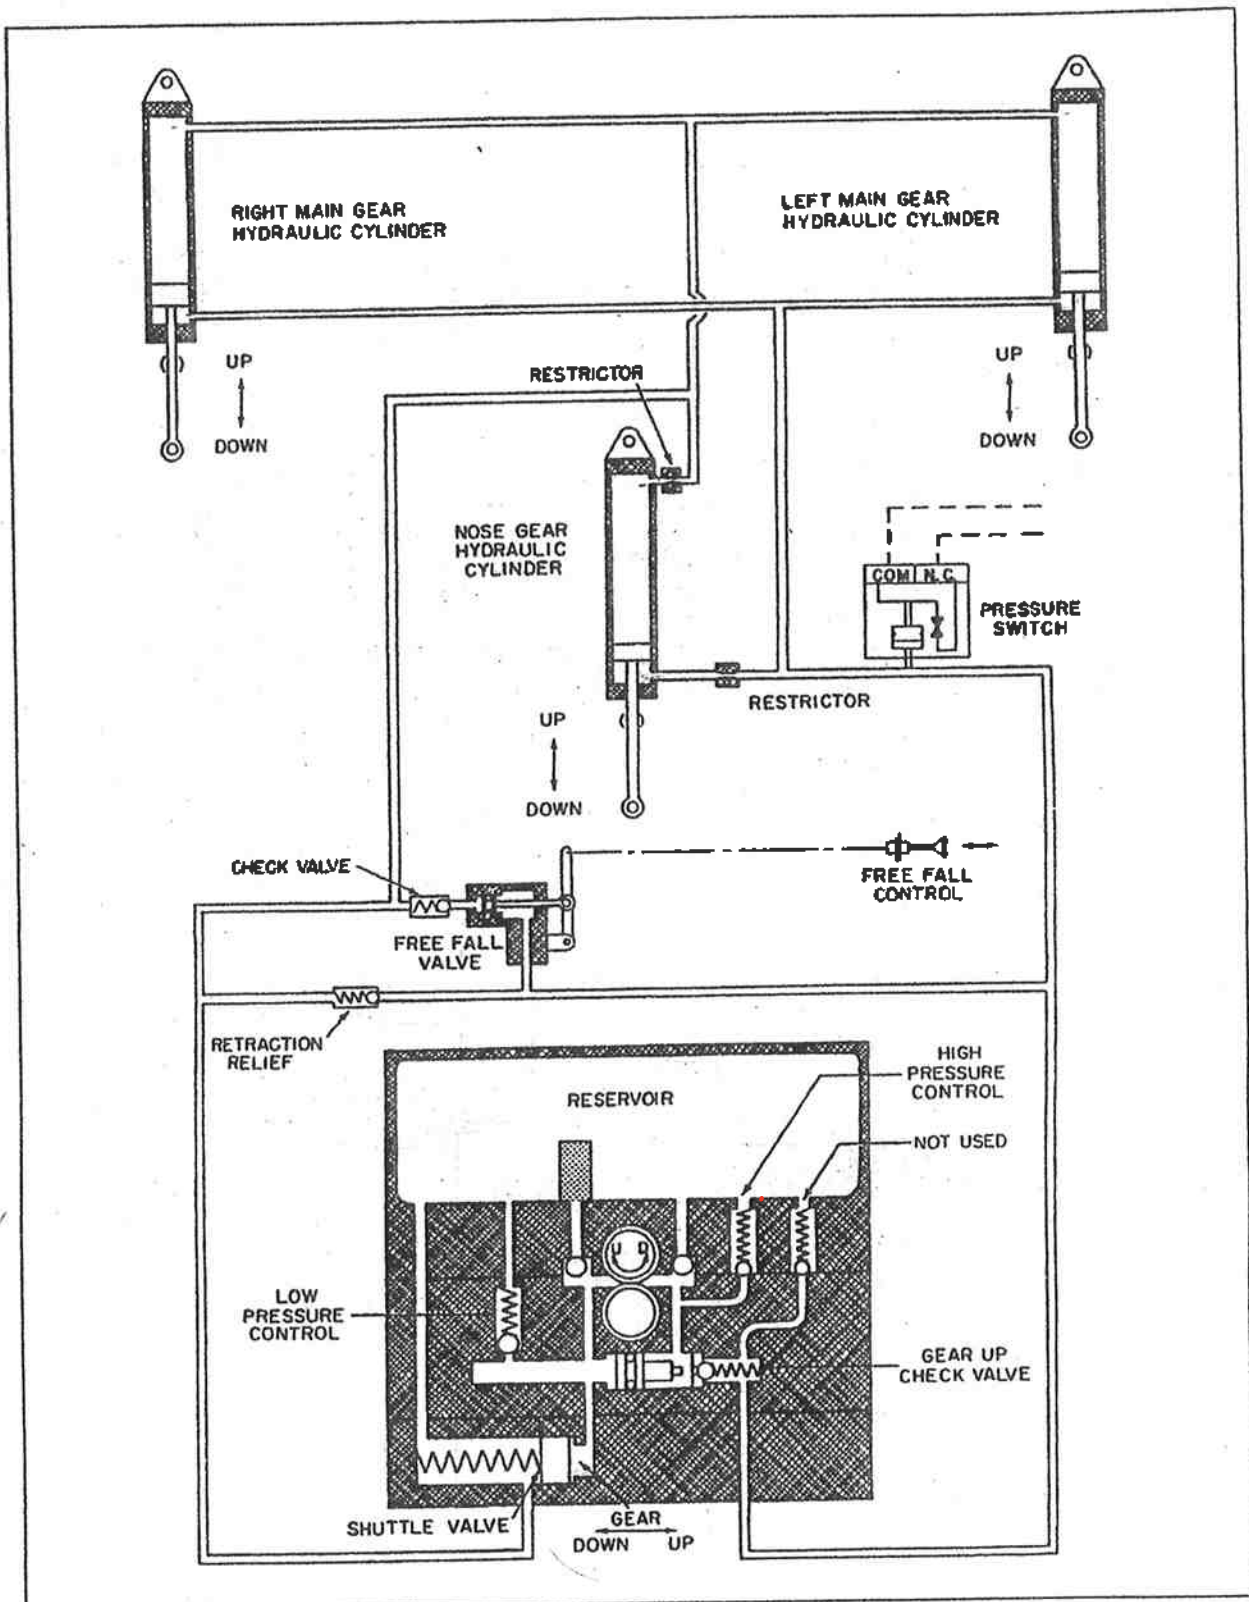 RIGHT MAIN GEAR
HYDRAULIC CYLINDER
LEFT MAIN GEAR
HYDRAULIC CYLINDER
UP
DOWN
RESTRICTOR
UP
DOWN
NOSE GEAR
HYDRAULIC
CYLINDER
COM N.C.
PRESSURE
SWITCH
RESTRICTOR
UP
DOWN
CHECK VALVE
FREE FALL
CONTROL
FREE FALL
VALVE
RETRACTION
RELIEF
HIGH
PRESSURE
CONTROL
RESERVOIR
NOT USED
LOW
PRESSURE
CONTROL
GEAR UP
CHECK VALVE
SHUTTLE VALVE
GEAR
DOWN UP